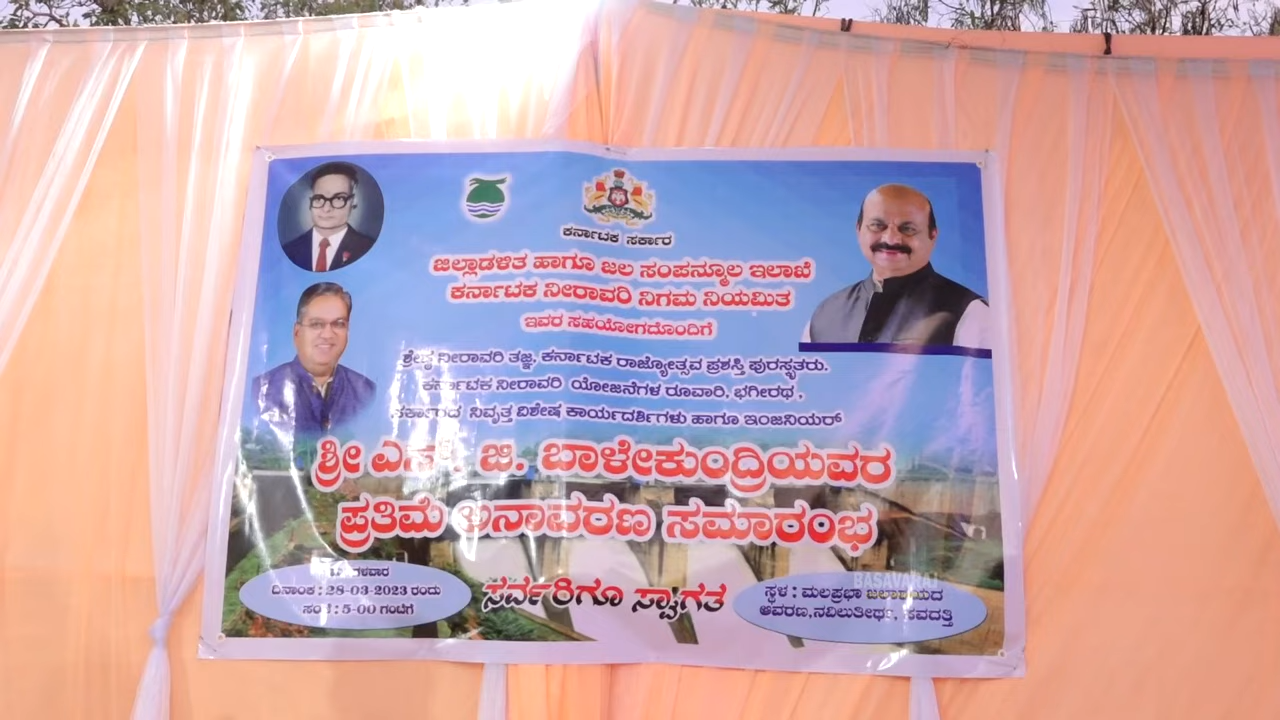 ಕರ್ನಾಟಕ ಸರ್ಕಾರ
ಜಿಲ್ಲಾಡಳಿತ ಹಾಗೂ ಜಲ ಸಂಪನ್ಮೂಲ ಇಲಾಖೆ
ಕರ್ನಾಟಕ ನೀರಾವರಿ ನಿಗಮ ನಿಯಮಿತ
ಇವರ ಸಹಯೋಗದೊಂದಿಗೆ
ಶ್ರೇಷ್ಠ ನೀರಾವರಿ ತಜ್ಞ, ಕರ್ನಾಟಕ ರಾಜ್ಯೋತ್ಸವ ಪ್ರಶಸ್ತಿ ಪುರಸ್ಕೃತರು.
ಕರ್ನಾಟಕ ನೀರಾವರಿ ಯೋಜನೆಗಳ ರೂವಾರಿ, ಭಗೀರಥ,
ನಿವೃತ್ತ ವಿಶೇಷ ಕಾರ್ಯದರ್ಶಿಗಳು ಹಾಗೂ ಇಂಜನಿಯರ್
ಶ್ರೀ ಎಸ್. ಜಿ. ಬಾಳೇಕುಂದ್ರಿಯವರ
ಪ್ರತಿಮೆ ಅನಾವರಣ ಸಮಾರಂಭ
ದಿನಾಂಕ : 28-03-2023 ರಂದು
5-00 ಗಂಟೆಗೆ
ಸರ್ವರಿಗೂ ಸ್ವಾಗತ
BASAVARAJ
ಸ್ಥಳ : ಮಲಪ್ರಭಾ ಜಲಾಶಯದ
ಆವರಣ, ನವಿಲುತೀರ್ಥ, ಸವದತ್ತಿ